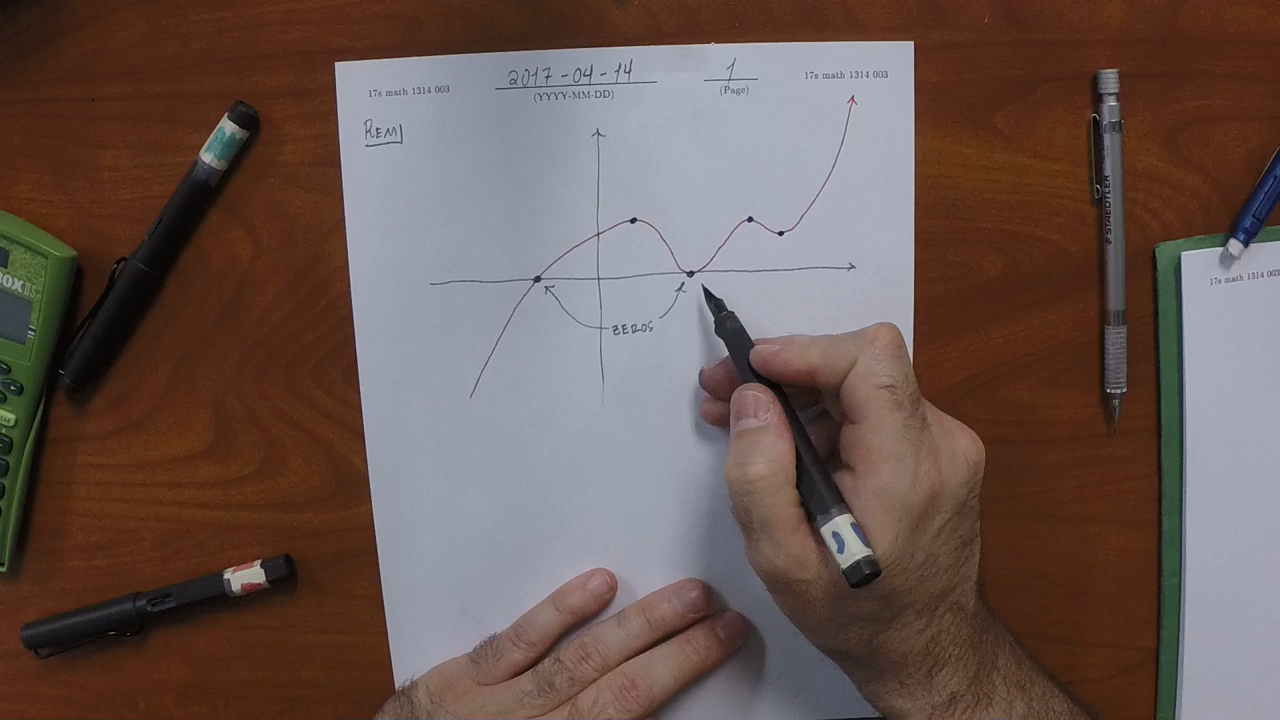 2017-04-14
1
17s math 1314 003
(YYYY-MM-DD)
(Page)
17s math 1314 003
REM
ZEROS
STAEDTLER
17s math 1314 003